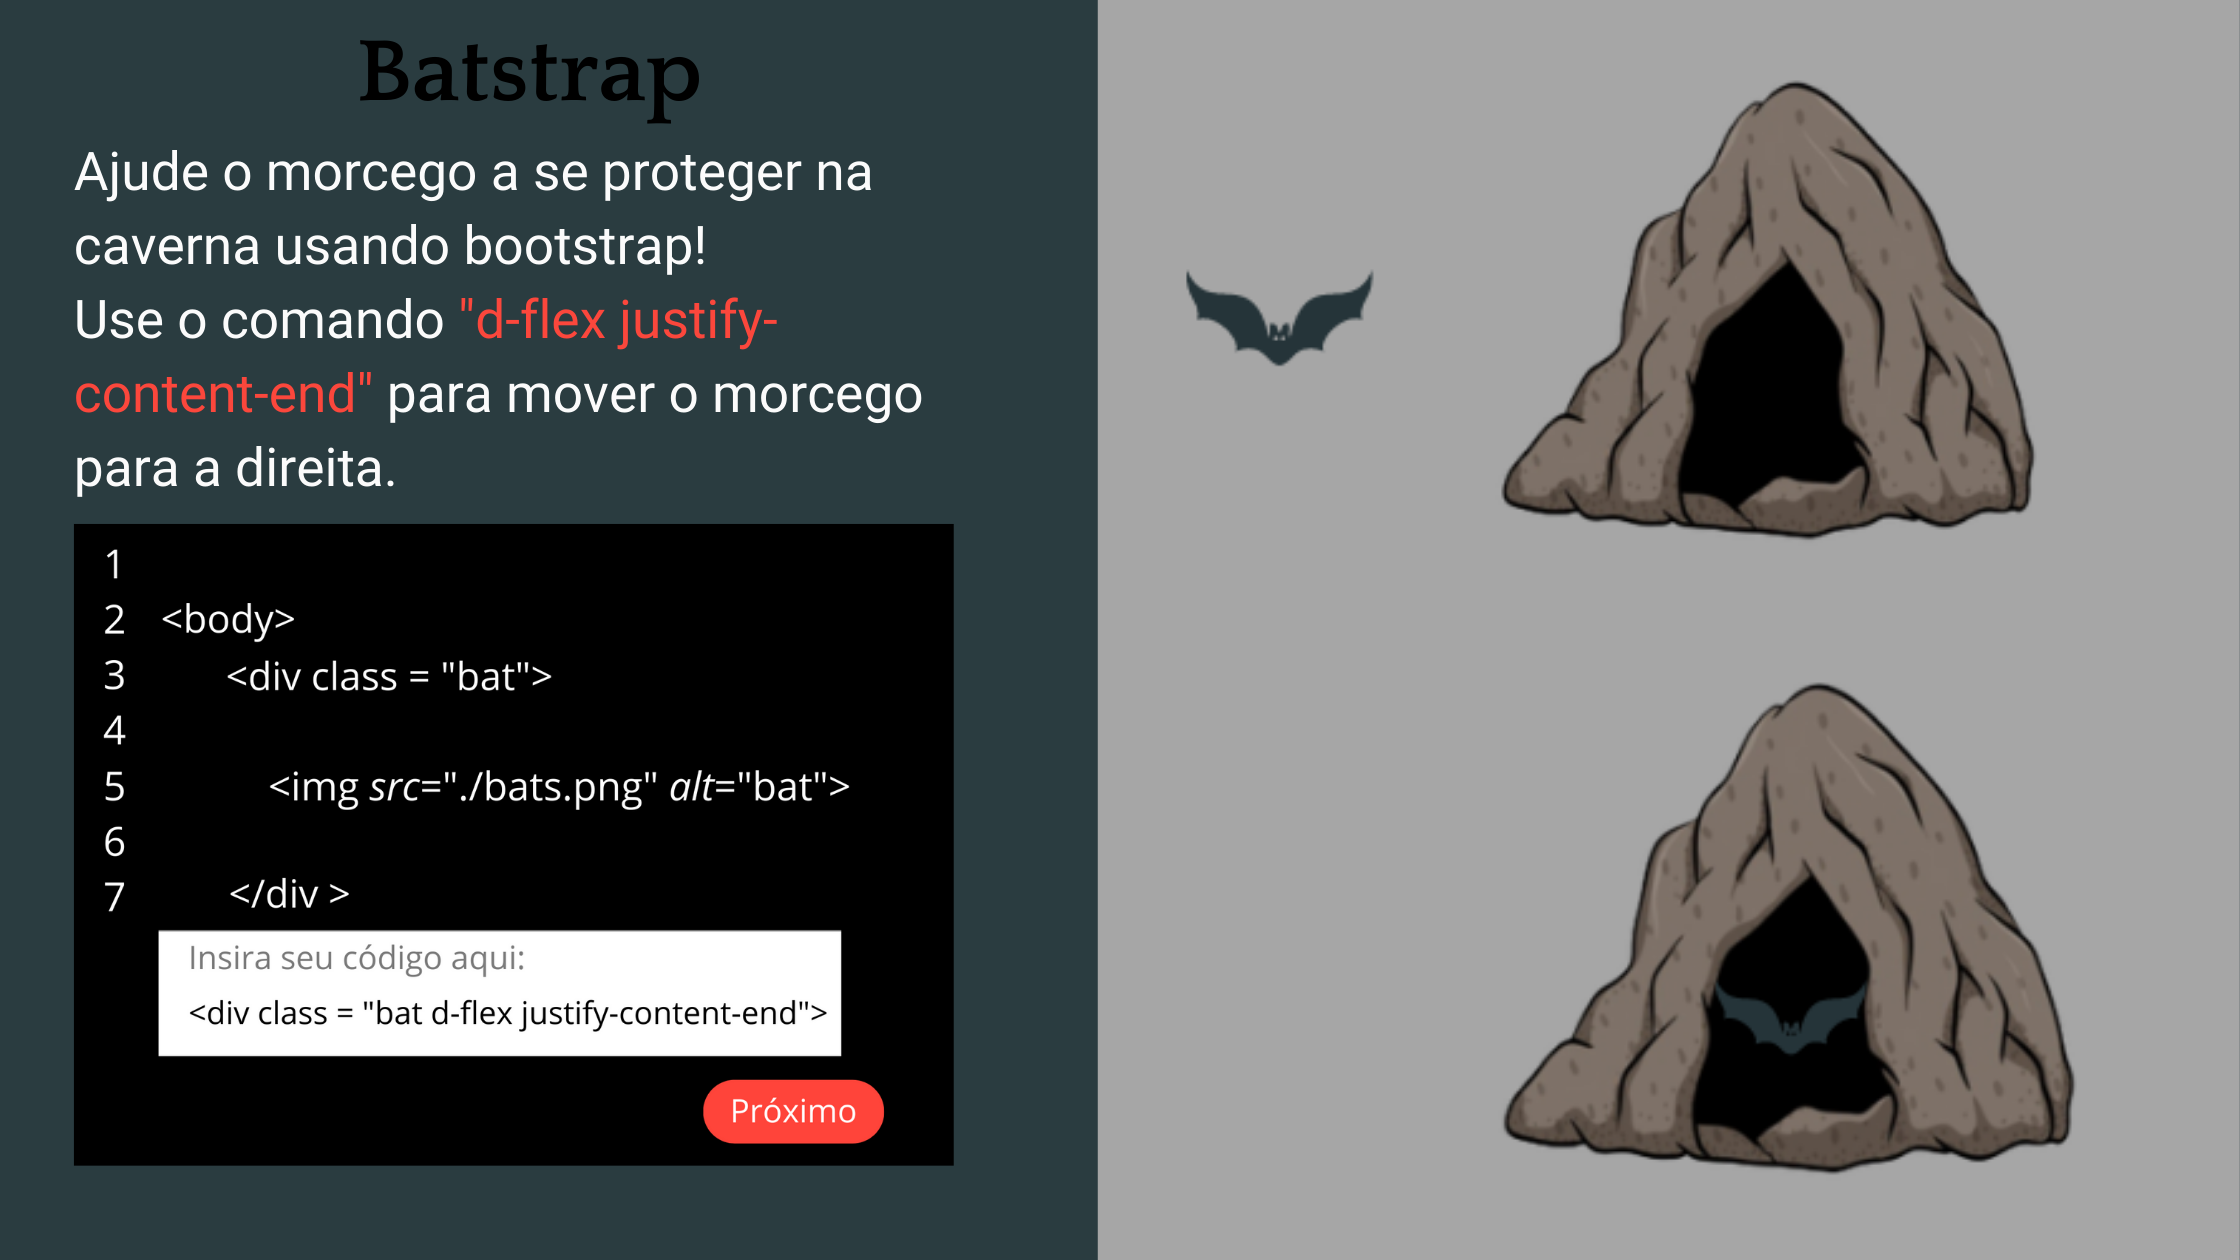 Batstrap
Ajude o morcego a se proteger na
caverna usando bootstrap!
Use o comando "d-flex justify-
content-end" para mover o morcego
para a direita.
1
2 <body>
3 <div class = "bat">
4
5 <img src="./bats.png" alt="bat">
6
7 </div >
Insira seu código aqui:
<div class = "bat d-flex justify-content-end">
Próximo